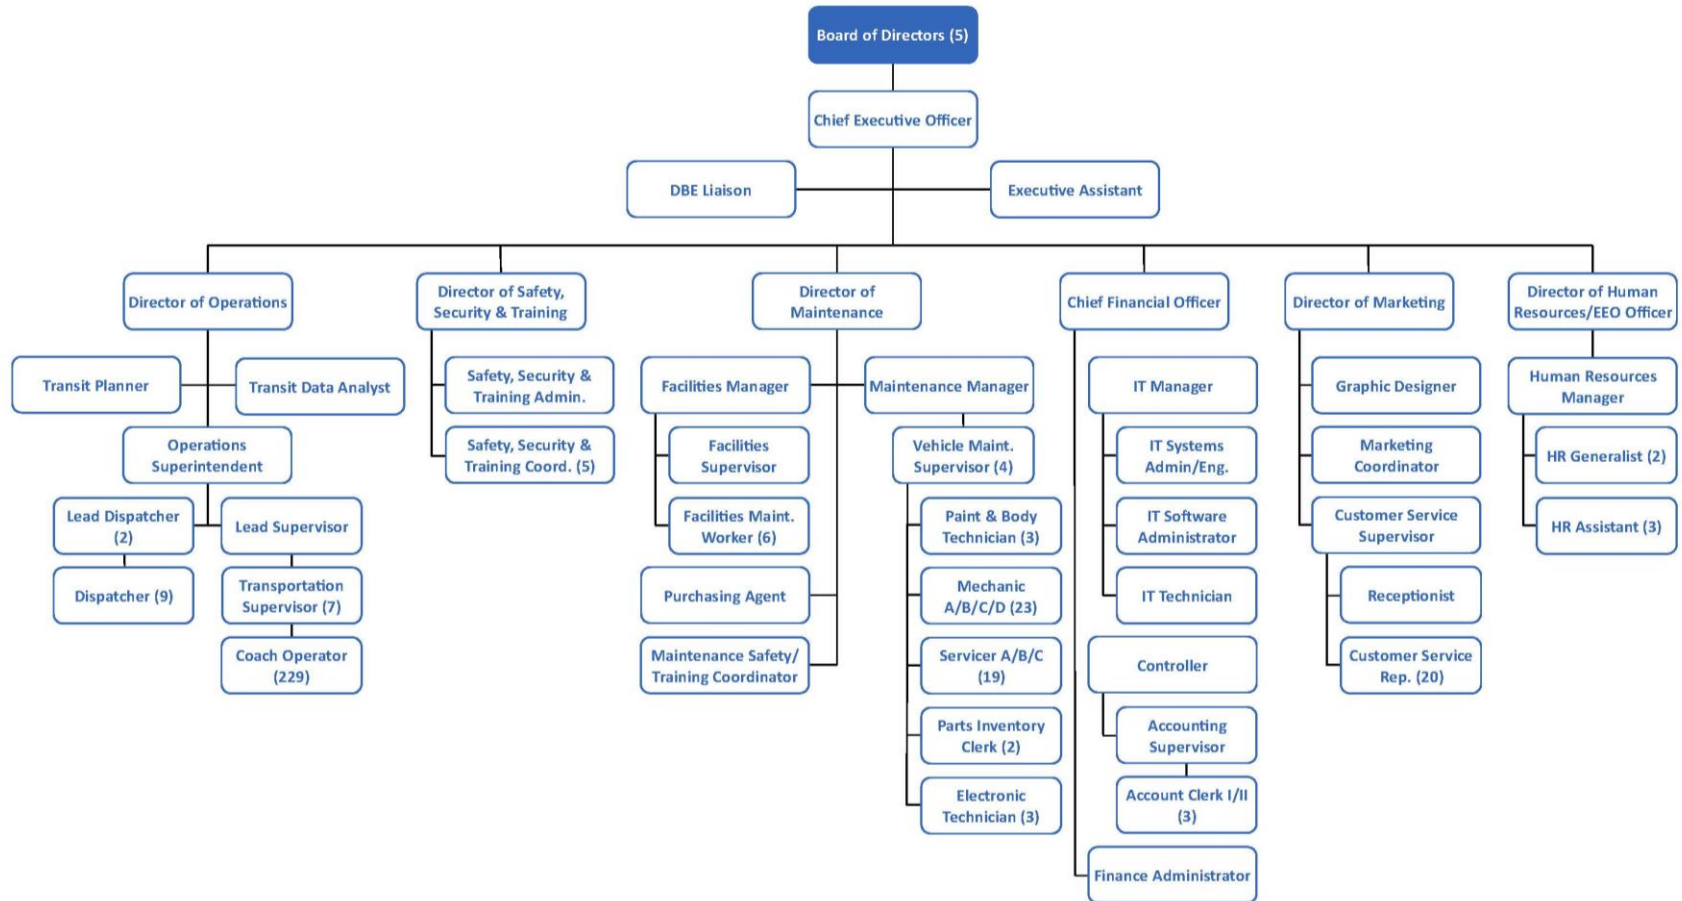 Board of Directors (5)
Chief Executive Officer
DBE Liaison
Executive Assistant
Director of Operations
Director of Safety,
Security & Training
Director of
Maintenance
Chief Financial Officer
Director of Marketing
Director of Human
Resources/EEO Officer
Transit Planner
Transit Data Analyst
Operations
Superintendent
Lead Dispatcher
(2)
Dispatcher (9)
Lead Supervisor
Transportation
Supervisor (7)
Coach Operator
(229)
Safety, Security &
Training Admin.
Safety, Security &
Training Coord. (5)
Facilities Manager
Facilities
Supervisor
Facilities Maint.
Worker (6)
Purchasing Agent
Maintenance Safety/
Training Coordinator
Maintenance Manager
Vehicle Maint.
Supervisor (4)
Paint & Body
Technician (3)
Mechanic
A/B/C/D (23)
Servicer A/B/C
(19)
Parts Inventory
Clerk (2)
Electronic
Technician (3)
IT Manager
IT Systems
Admin/Eng.
IT Software
Administrator
IT Technician
Controller
Accounting
Supervisor
Account Clerk I/II
(3)
Finance Administrator
Graphic Designer
Marketing
Coordinator
Customer Service
Supervisor
Receptionist
Customer Service
Rep. (20)
Human Resources
Manager
HR Generalist (2)
HR Assistant (3)